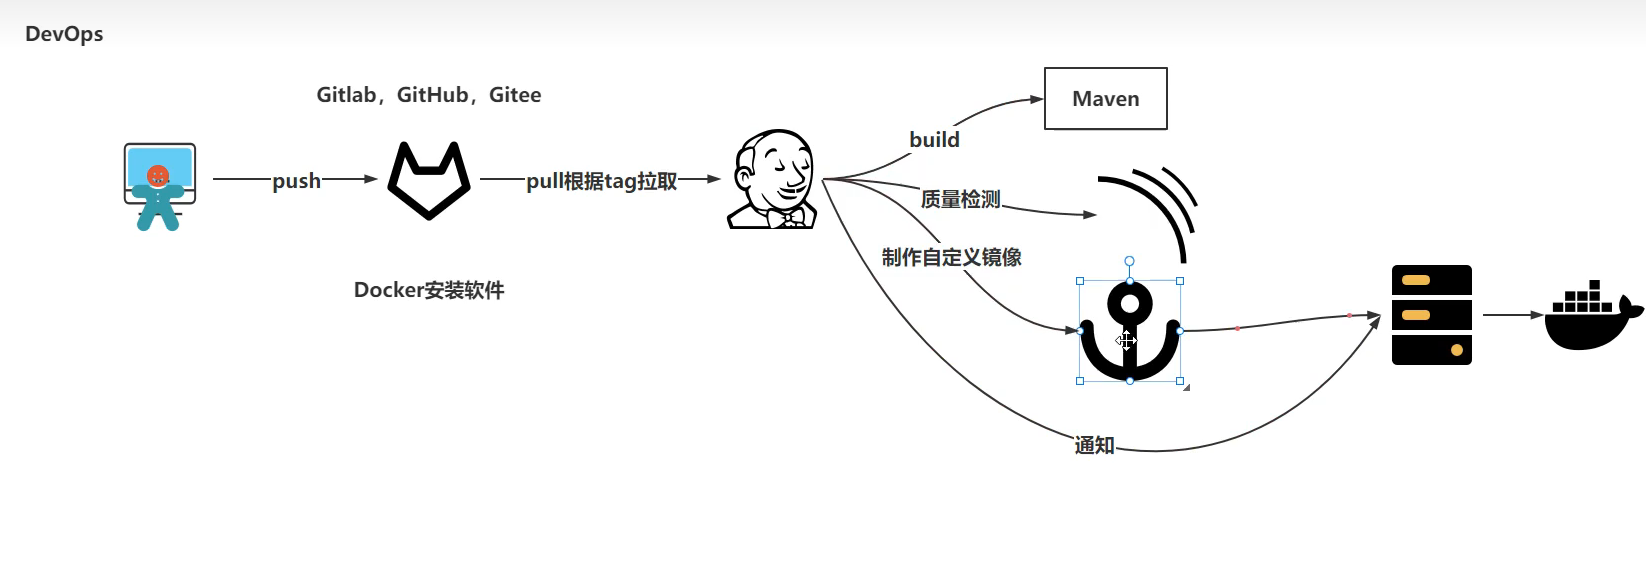 DevOps
Gitlab，GitHub，Gitee
push
pull根据tag拉取
Maven
build
质量检测
制作自定义镜像
Docker安装软件
通知